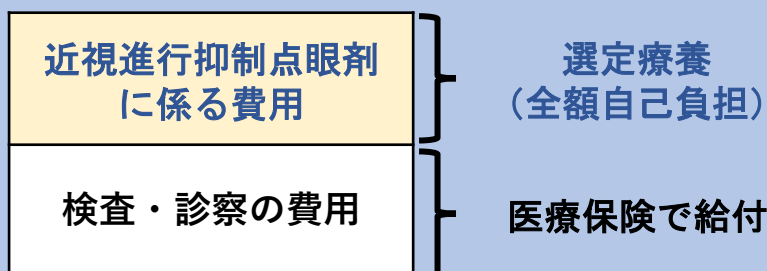 近視進行抑制点眼剤
に係る費用
選定療養
（全額自己負担）
検査・診察の費用
医療保険で給付